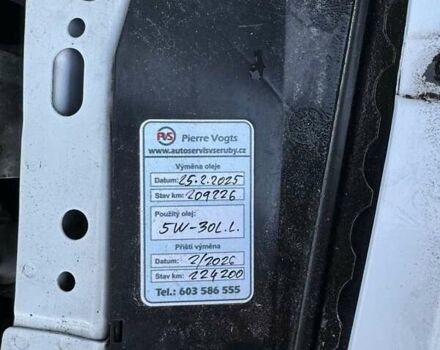 PVS Pierre Vogts
www.autoservisvseruby.cz
Výměna oleje
Datum: 25.2.2025
Stav km: 209226
Použitý olej:
5W-30L.L.
Příští výměna
Datum: 2/2026
Stav km: 224200
Tel.: 603 586 555